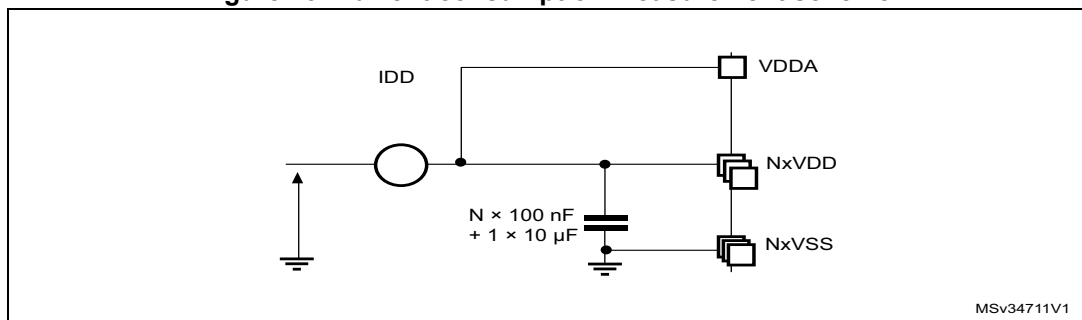 IDD
VDDA
NxVDD
N × 100 nF
+ 1 × 10 µF
NxVSS
MSv34711V1